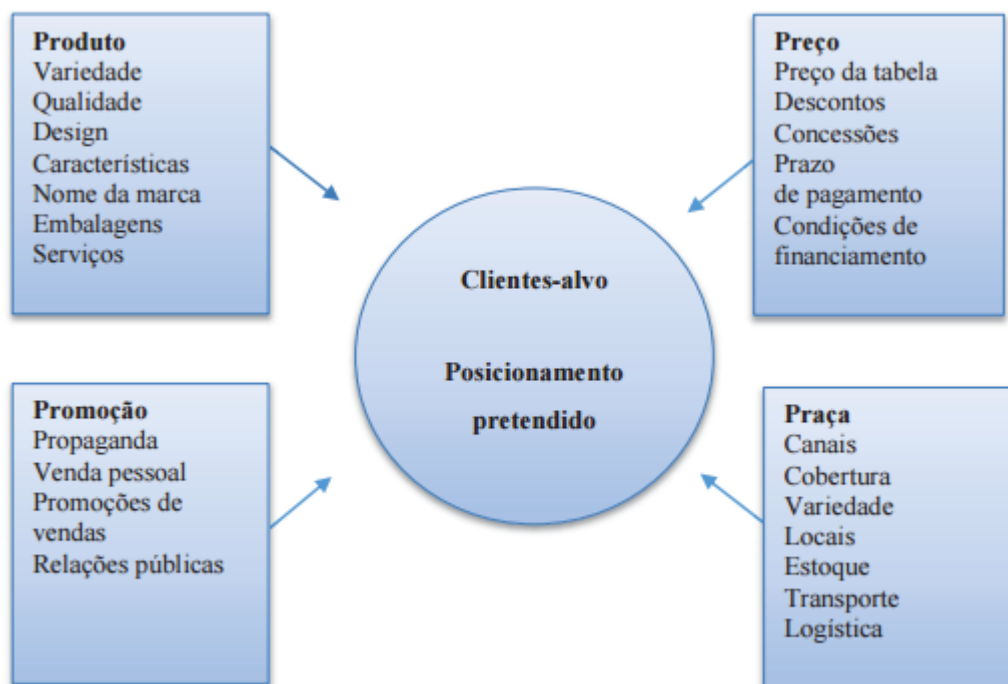 Produto
Variedade
Qualidade
Design
Características
Nome da marca
Embalagens
Serviços
Preço
Preço da tabela
Descontos
Concessões
Prazo
de pagamento
Condições de
financiamento
Clientes-alvo
Posicionamento
pretendido
Promoção
Propaganda
Venda pessoal
Promoções de
vendas
Relações públicas
Praça
Canais
Cobertura
Variedade
Locais
Estoque
Transporte
Logística